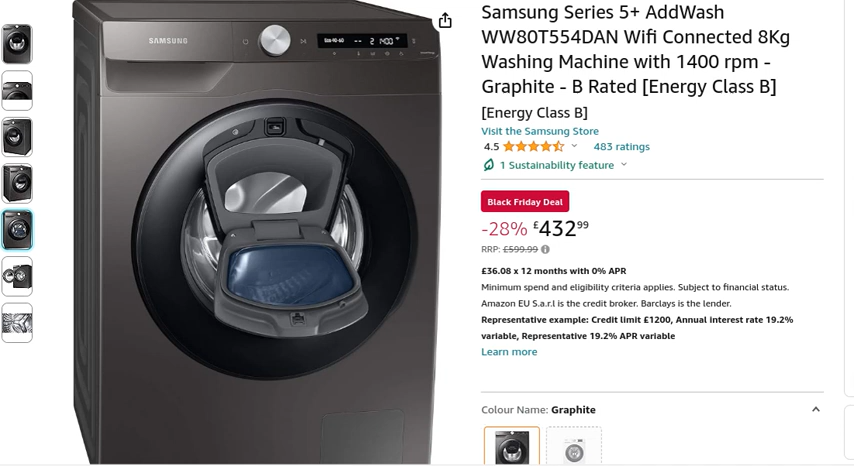 SAMSUNG
Samsung Series 5+ AddWash
WW80T554DAN Wifi Connected 8Kg
Washing Machine with 1400 rpm -
Graphite - B Rated [Energy Class B]
[Energy Class B]
Visit the Samsung Store
4.5 483 ratings
1 Sustainability feature
Black Friday Deal
-28% £432.99
RRP: £599.99
£36.08 x 12 months with 0% APR
Minimum spend and eligibility criteria applies. Subject to financial status.
Amazon EU S.a.r.l is the credit broker. Barclays is the lender.
Representative example: Credit limit £1200, Annual interest rate 19.2%
variable, Representative 19.2% APR variable
Learn more
Colour Name: Graphite